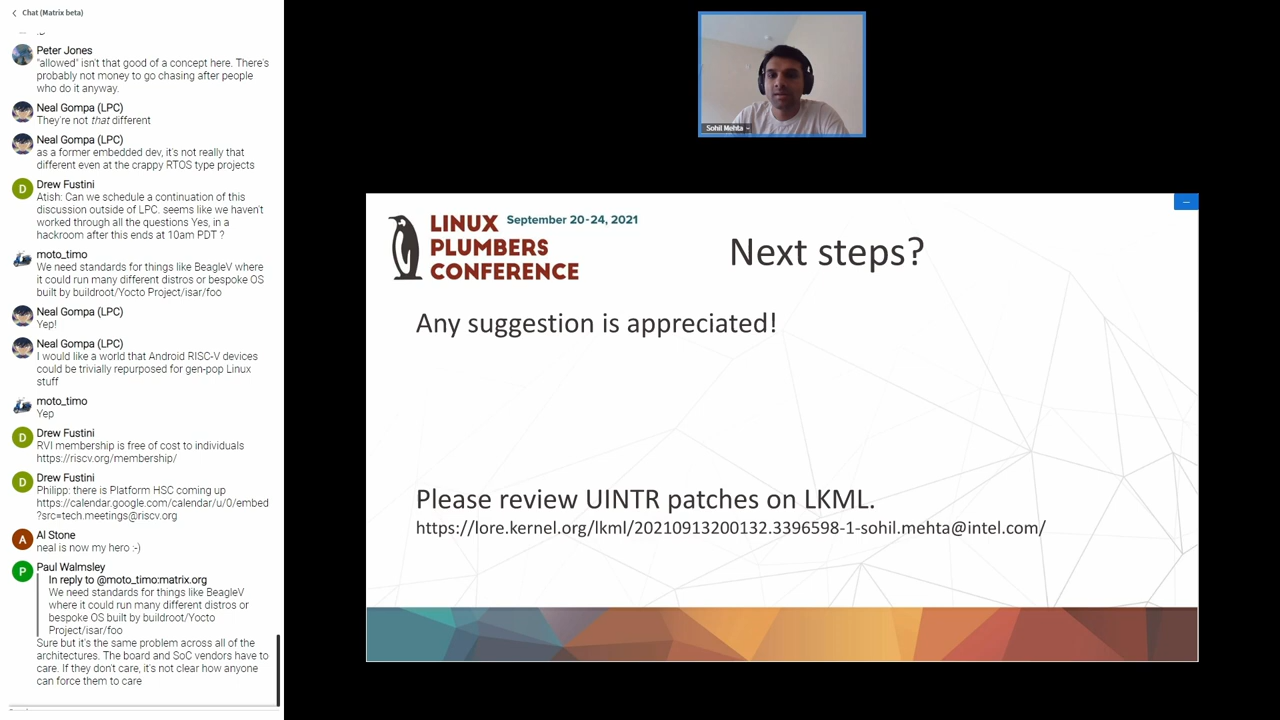 Chat (Matrix beta)
Peter Jones
"allowed" isn't that good of a concept here. There's
probably not money to go chasing after people
who do it anyway.
Neal Gompa (LPC)
They're not that different
Neal Gompa (LPC)
as a former embedded dev, it's not really that
different even at the crappy RTOS type projects
D
Drew Fustini
Atish: Can we schedule a continuation of this
discussion outside of LPC. seems like we haven't
worked through all the questions Yes, in a
hackroom after this ends at 10am PDT ?
moto_timo
We need standards for things like BeagleV where
it could run many different distros or bespoke OS
built by buildroot/Yocto Project/isar/foo
Neal Gompa (LPC)
Yep!
Neal Gompa (LPC)
I would like a world that Android RISC-V devices
could be trivially repurposed for gen-pop Linux
stuff
moto_timo
Yep
D
Drew Fustini
RVI membership is free of cost to individuals
https://riscv.org/membership/
D
Drew Fustini
Philipp: there is Platform HSC coming up
https://calendar.google.com/calendar/u/0/embed
?src=tech.meetings@riscv.org
A
Al Stone
neal is now my hero :-)
P
Paul Walmsley
In reply to @moto_timo:matrix.org
We need standards for things like BeagleV
where it could run many different distros or
bespoke OS built by buildroot/Yocto
Project/isar/foo
Sure but it's the same problem across all of the
architectures. The board and SoC vendors have to
care. If they don't care, it's not clear how anyone
can force them to care
Sohil Mehta
LINUX
PLUMBERS
CONFERENCE
September 20-24, 2021
Next steps?
Any suggestion is appreciated!
Please review UINTR patches on LKML.
https://lore.kernel.org/lkml/20210913200132.3396598-1-sohil.mehta@intel.com/